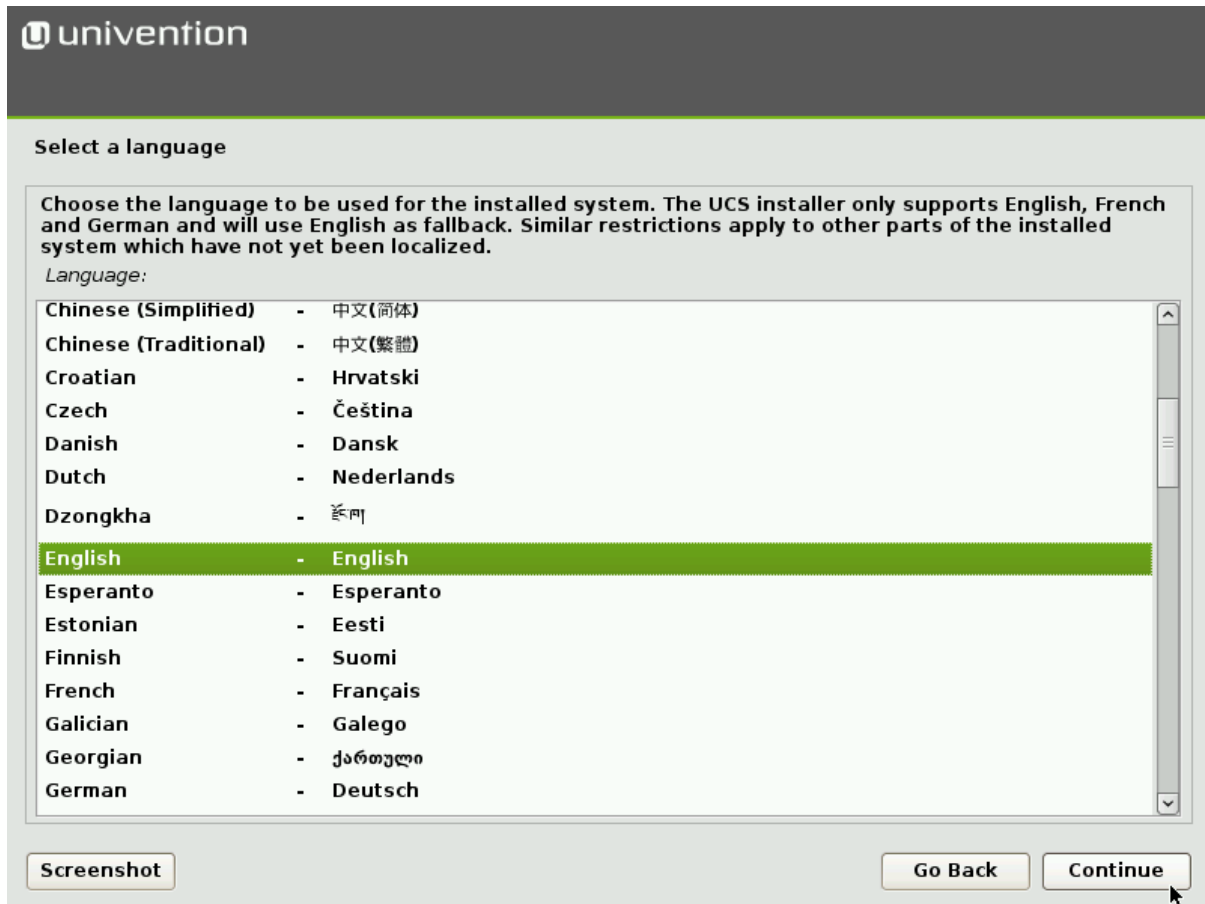 univention
Select a language
Choose the language to be used for the installed system. The UCS installer only supports English, French
and German and will use English as fallback. Similar restrictions apply to other parts of the installed
system which have not yet been localized.
Language:
Chinese (Simplified) - 中文(简体)
Chinese (Traditional) - 中文(繁體)
Croatian - Hrvatski
Czech - Čeština
Danish - Dansk
Dutch - Nederlands
Dzongkha - རྫོང་ཁ།
English - English
Esperanto - Esperanto
Estonian - Eesti
Finnish - Suomi
French - Français
Galician - Galego
Georgian - ქართული
German - Deutsch
Screenshot Go Back Continue